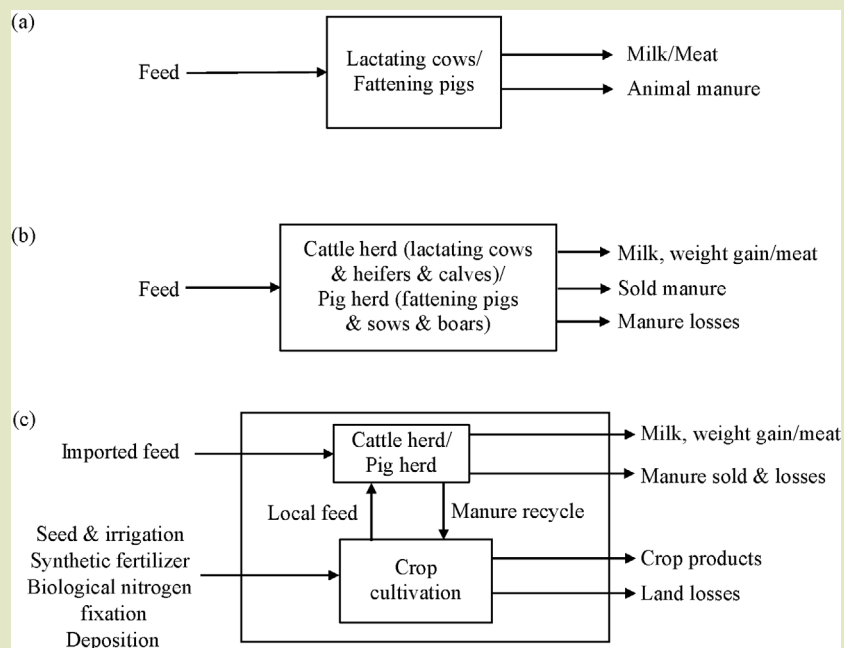 (a)
Feed
Lactating cows/
Fattening pigs
Milk/Meat
Animal manure
(b)
Feed
Cattle herd (lactating cows
& heifers & calves)/
Pig herd (fattening pigs
& sows & boars)
Milk, weight gain/meat
Sold manure
Manure losses
(c)
Imported feed
Cattle herd/
Pig herd
Milk, weight gain/meat
Manure sold & losses
Local feed
Manure recycle
Seed & irrigation
Synthetic fertilizer
Biological nitrogen
fixation
Deposition
Crop
cultivation
Crop products
Land losses